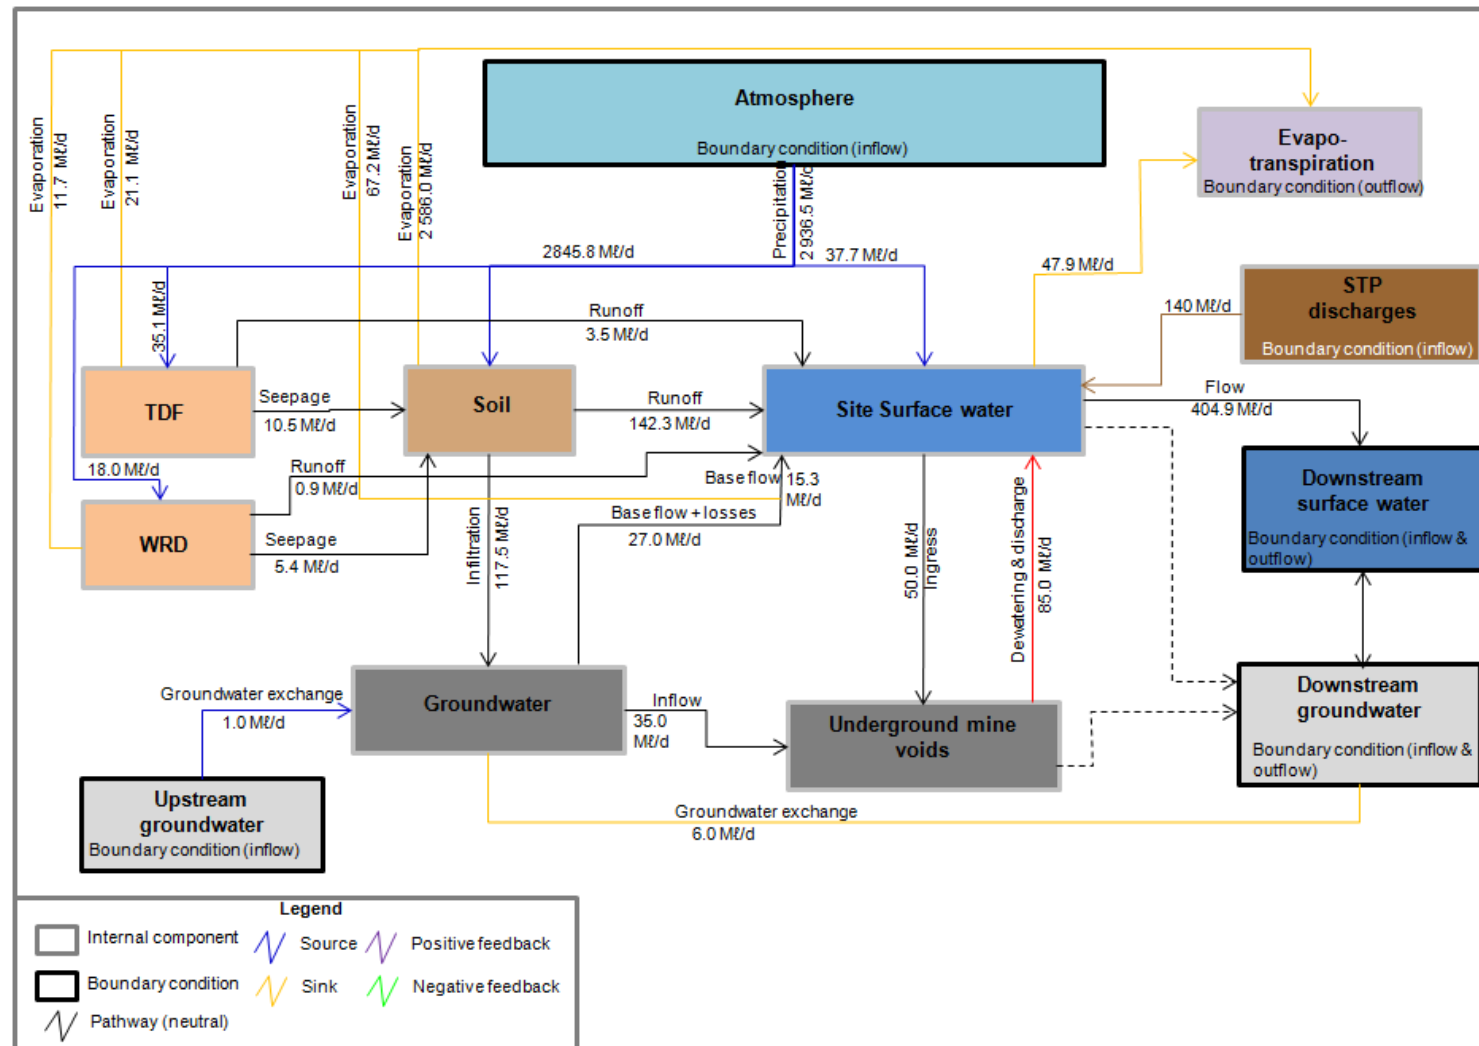 Atmosphere
Boundary condition (inflow)
Evapo-
transpiration
Boundary condition (outflow)
Evaporation
11.7 Mℓ/d
Evaporation
21.1 Mℓ/d
Evaporation
67.2 Mℓ/d
Evaporation
2 586.0 Mℓ/d
Precipitation
2 936.5 Mℓ/d
2845.8 Mℓ/d
37.7 Mℓ/d
47.9 Mℓ/d
35.1 Mℓ/d
STP
discharges
Boundary condition (inflow)
140 Mℓ/d
Runoff
3.5 Mℓ/d
TDF
Seepage
10.5 Mℓ/d
Soil
Runoff
142.3 Mℓ/d
Site Surface water
Flow
404.9 Mℓ/d
18.0 Mℓ/d
Runoff
0.9 Mℓ/d
Base flow
15.3
Mℓ/d
WRD
Seepage
5.4 Mℓ/d
Infiltration
117.5 Mℓ/d
Base flow + losses
27.0 Mℓ/d
50.0 Mℓ/d
Ingress
Dewatering & discharge
85.0 Mℓ/d
Downstream
surface water
Boundary condition (inflow &
outflow)
Groundwater exchange
1.0 Mℓ/d
Groundwater
Inflow
35.0
Mℓ/d
Underground mine
voids
Downstream
groundwater
Boundary condition (inflow &
outflow)
Upstream
groundwater
Boundary condition (inflow)
Groundwater exchange
6.0 Mℓ/d
Legend
Internal component
Source
Positive feedback
Boundary condition
Sink
Negative feedback
Pathway (neutral)